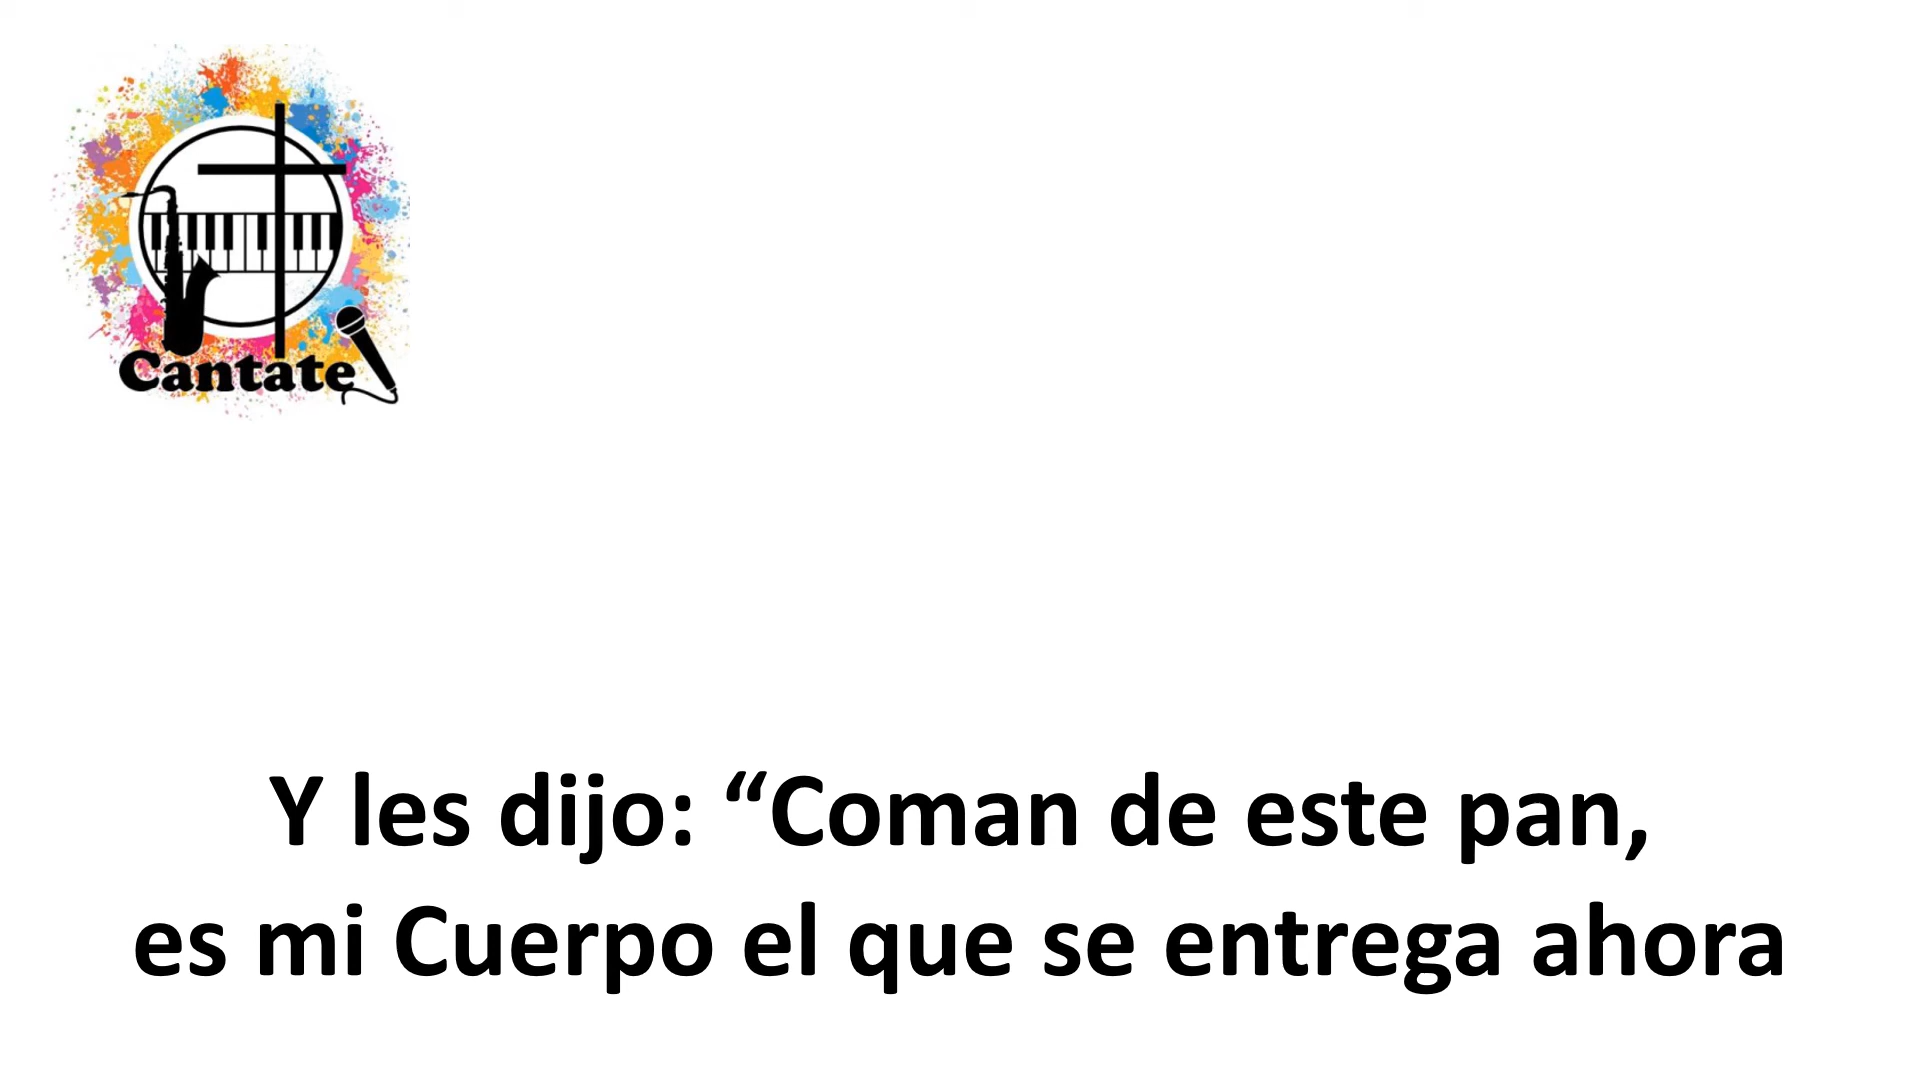 Cantate
Y les dijo: “Coman de este pan,
es mi Cuerpo el que se entrega ahora